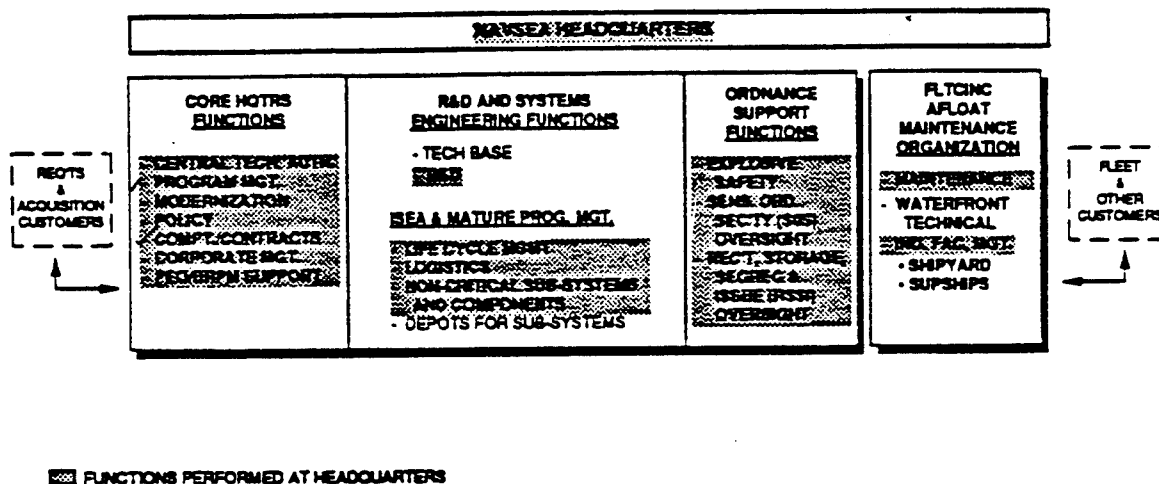 NAVSEA HEADQUARTERS
CORE HQTRS
FUNCTIONS
CENTRAL TECH. AUTH.
PROGRAM MGT.
MODERNIZATION
POLICY
COMPT./CONTRACTS
CORPORATE MGT.
PEO/DRPM SUPPORT
R&D AND SYSTEMS
ENGINEERING FUNCTIONS
- TECH BASE
ISEA & MATURE PROG. MGT.
LIFE CYCLE MGMT.
LOGISTICS
NON-CRITICAL SUB-SYSTEMS
AND COMPONENTS
- DEPOTS FOR SUB-SYSTEMS
ORDNANCE
SUPPORT
FUNCTIONS
EXPLOSIVE
SAFETY
SENS. ORD.
SECTY.
OVERSIGHT
RECT., STORAGE,
SEGREG &
ISSUE (RSSI)
OVERSIGHT
FLTCINC
AFLOAT
MAINTENANCE
ORGANIZATION
MAINTENANCE
- WATERFRONT
TECHNICAL
IND. FAC. MGT.
• SHIPYARD
• SUPSHIPS
REQTS
&
ACQUISITION
CUSTOMERS
FLEET
&
OTHER
CUSTOMERS
FUNCTIONS PERFORMED AT HEADQUARTERS